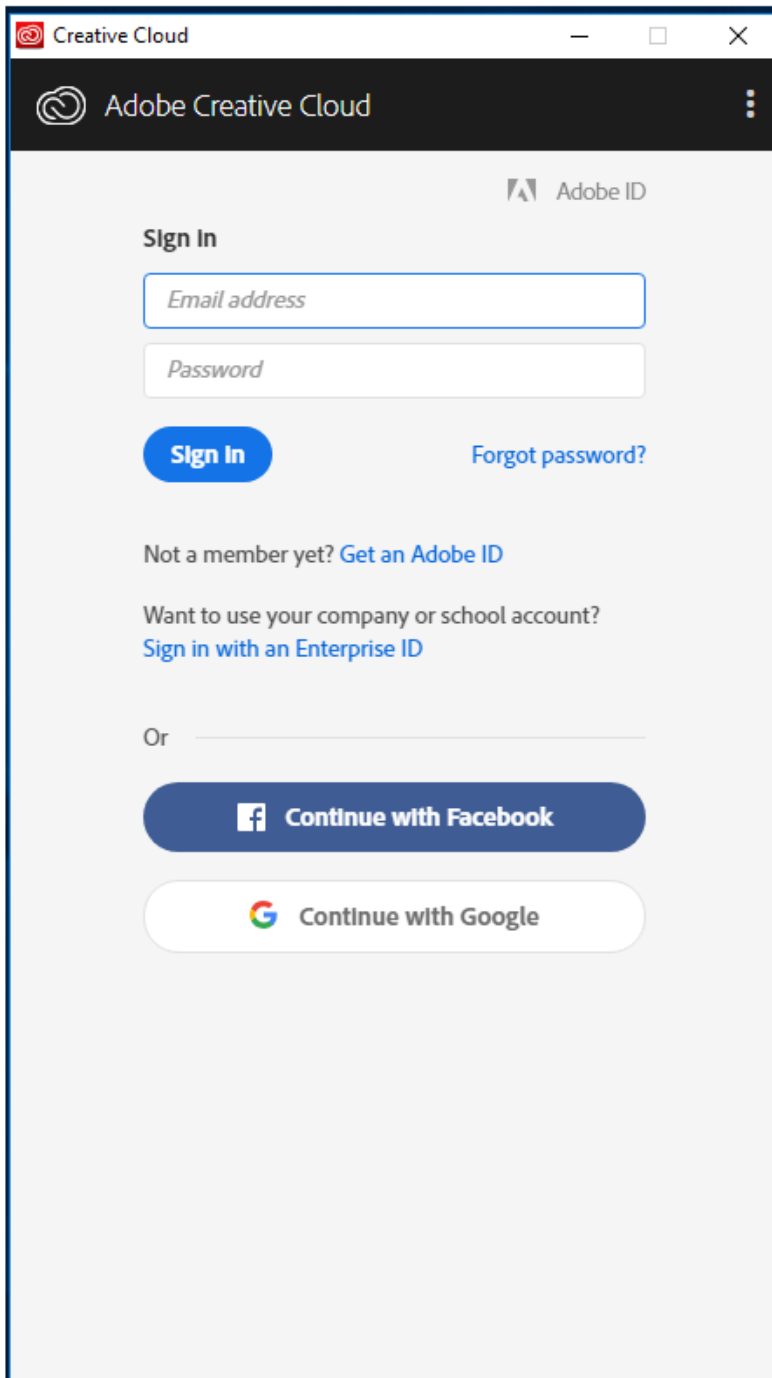 Creative Cloud
Adobe Creative Cloud
Adobe ID
Sign in
Email address
Password
Sign in
Forgot password?
Not a member yet? Get an Adobe ID
Want to use your company or school account?
Sign in with an Enterprise ID
Or
Continue with Facebook
Continue with Google